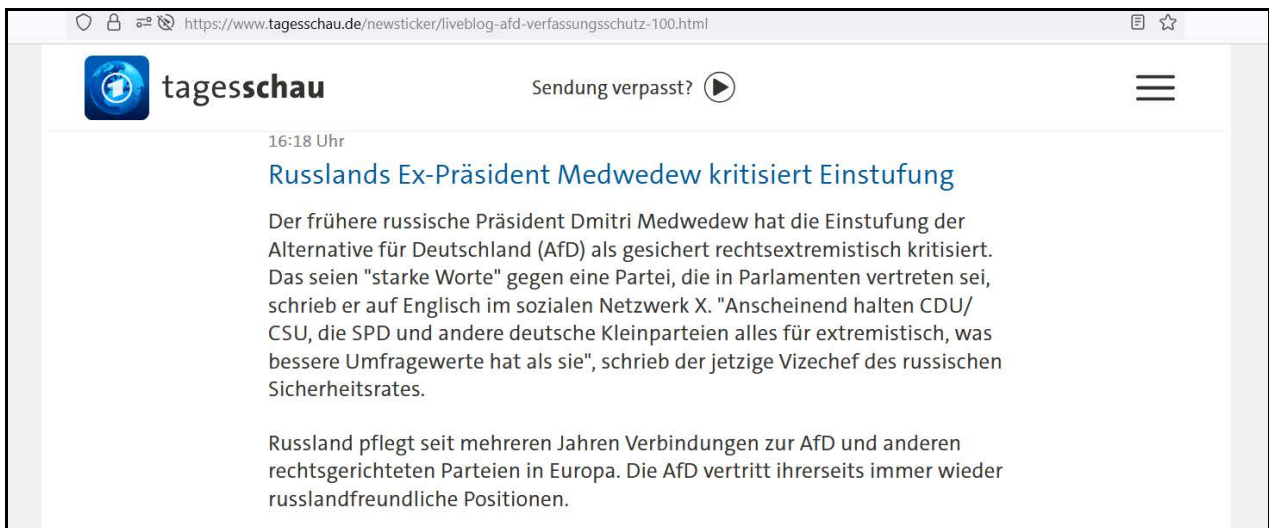 https://www.tagesschau.de/newsticker/liveblog-afd-verfassungsschutz-100.html
tagesschau
Sendung verpasst?
16:18 Uhr
Russlands Ex-Präsident Medwedew kritisiert Einstufung
Der frühere russische Präsident Dmitri Medwedew hat die Einstufung der
Alternative für Deutschland (AfD) als gesichert rechtsextremistisch kritisiert.
Das seien "starke Worte" gegen eine Partei, die in Parlamenten vertreten sei,
schrieb er auf Englisch im sozialen Netzwerk X. "Anscheinend halten CDU/
CSU, die SPD und andere deutsche Kleinparteien alles für extremistisch, was
bessere Umfragewerte hat als sie", schrieb der jetzige Vizechef des russischen
Sicherheitsrates.
Russland pflegt seit mehreren Jahren Verbindungen zur AfD und anderen
rechtsgerichteten Parteien in Europa. Die AfD vertritt ihrerseits immer wieder
russlandfreundliche Positionen.